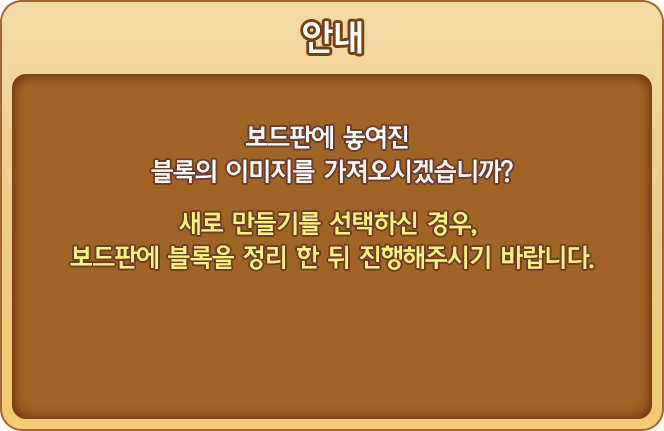 안내
보드판에 놓여진
블록의 이미지를 가져오시겠습니까?
새로 만들기를 선택하신 경우,
보드판에 블록을 정리 한 뒤 진행해주시기 바랍니다.